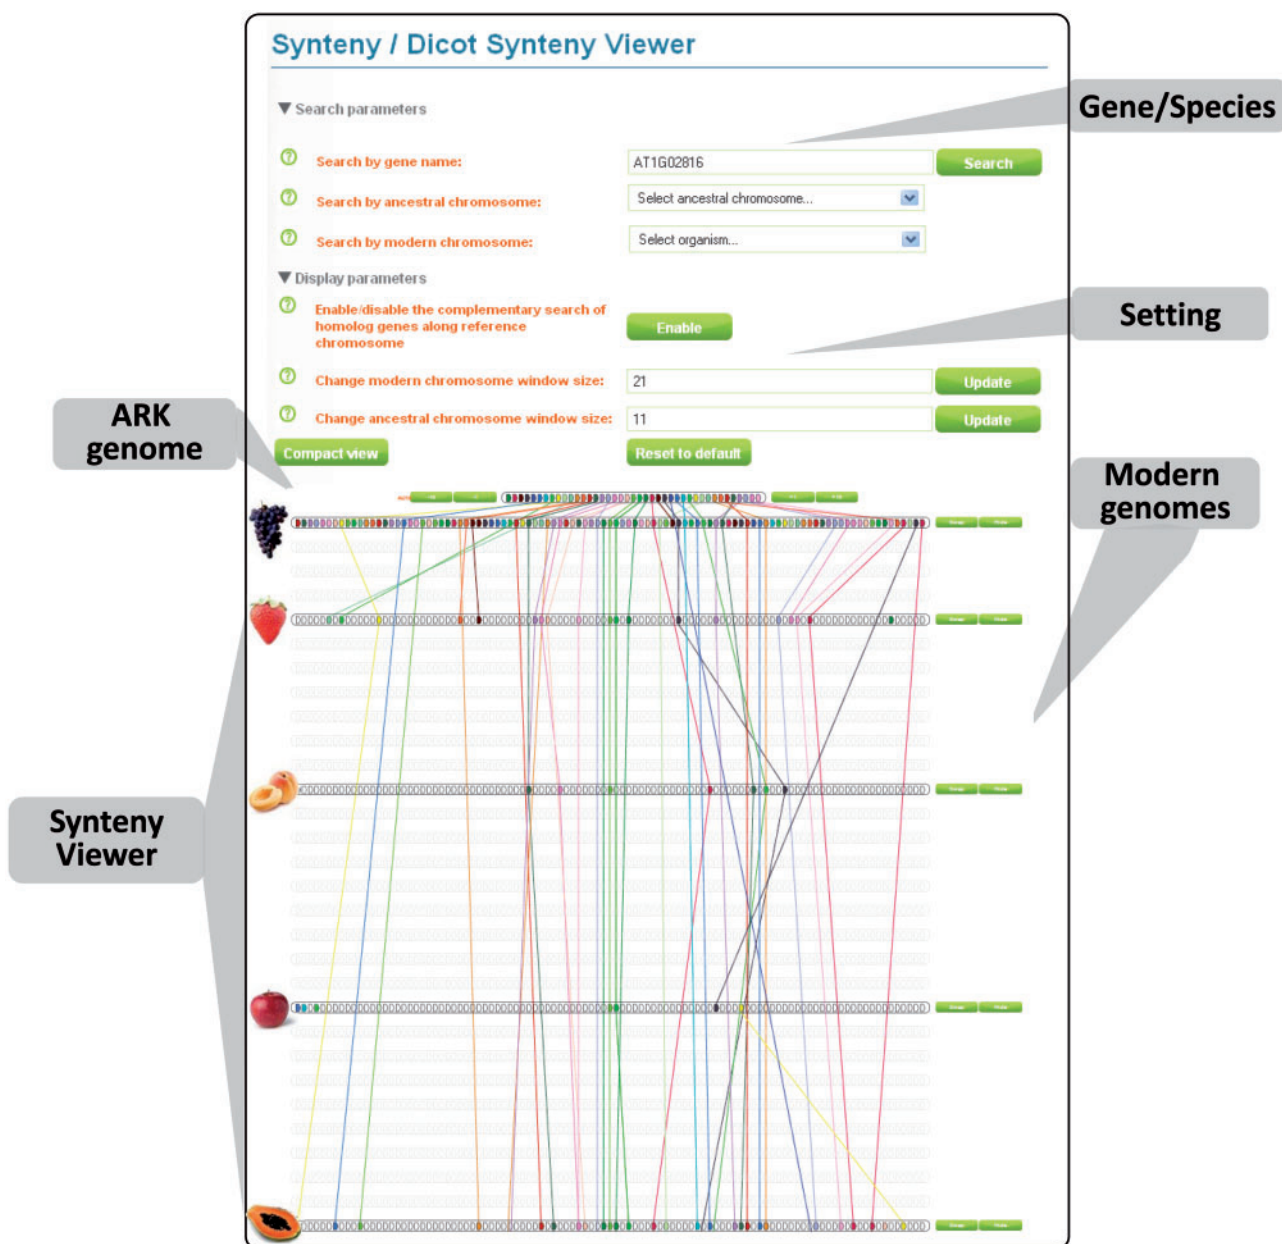 Synteny / Dicot Synteny Viewer
▼ Search parameters
Gene/Species
? Search by gene name: AT1G02816 Search
? Search by ancestral chromosome: Select ancestral chromosome...
? Search by modern chromosome: Select organism...
▼ Display parameters
? Enable/disable the complementary search of
homolog genes along reference
chromosome
Enable
Setting
? Change modern chromosome window size: 21 Update
? Change ancestral chromosome window size: 11 Update
ARK
genome
Compact view Reset to default
Modern
genomes
Synteny
Viewer